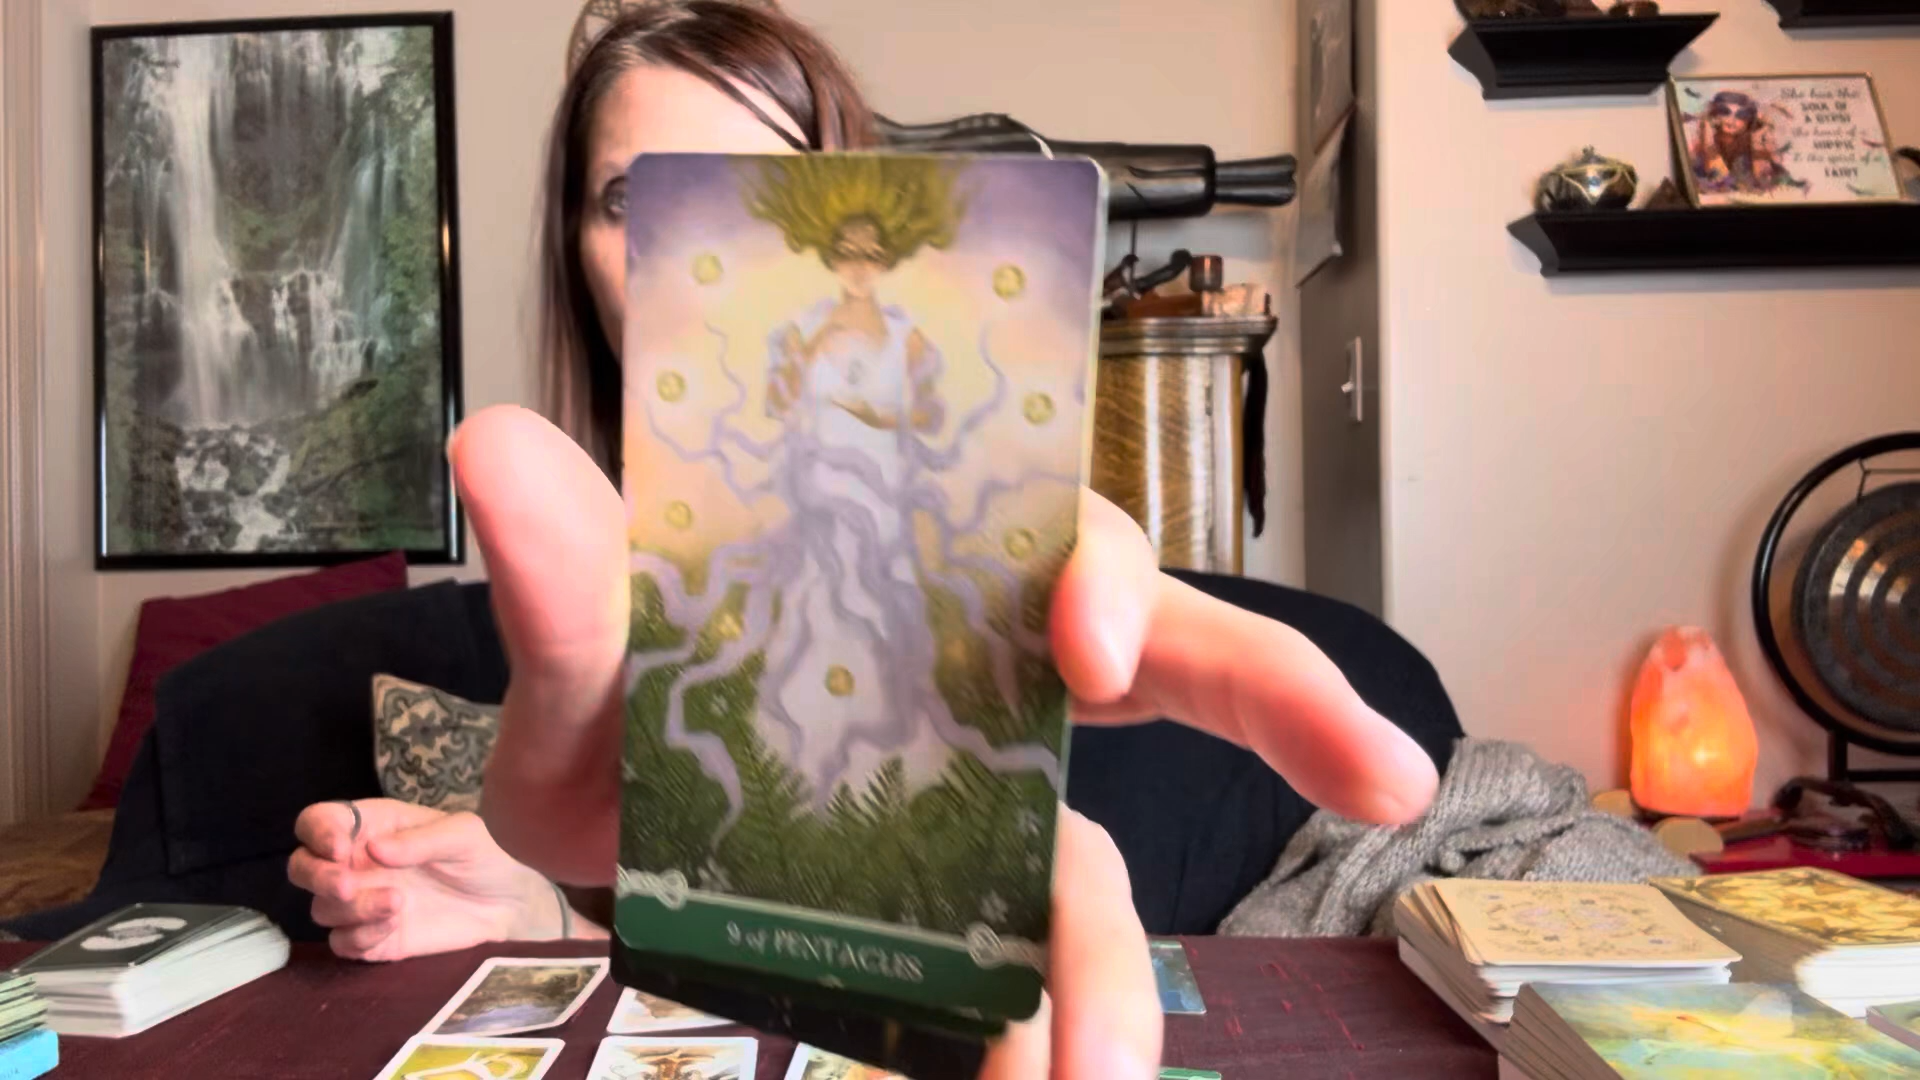 She has the
SOUL OF
A GYPSY
the heart of a
HIPPIE
& the spirit of a
FAIRY
9 of PENTACLES